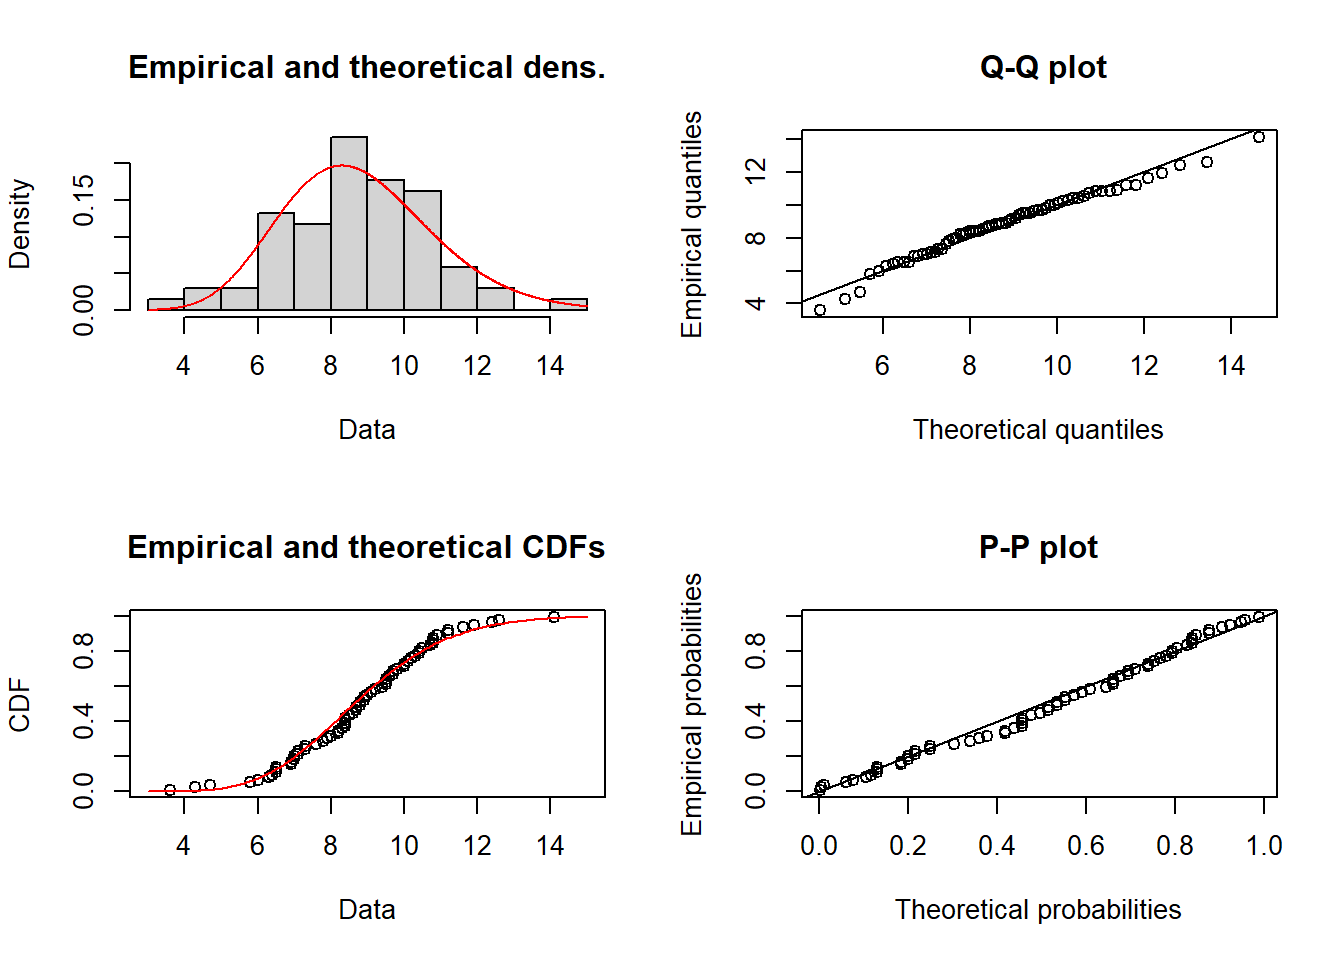 Empirical and theoretical dens.
Density
0.00 0.15
4 6 8 10 12 14
Data
Q-Q plot
Empirical quantiles
4 8 12
6 8 10 12 14
Theoretical quantiles
Empirical and theoretical CDFs
CDF
0.0 0.4 0.8
4 6 8 10 12 14
Data
P-P plot
Empirical probabilities
0.0 0.4 0.8
0.0 0.2 0.4 0.6 0.8 1.0
Theoretical probabilities